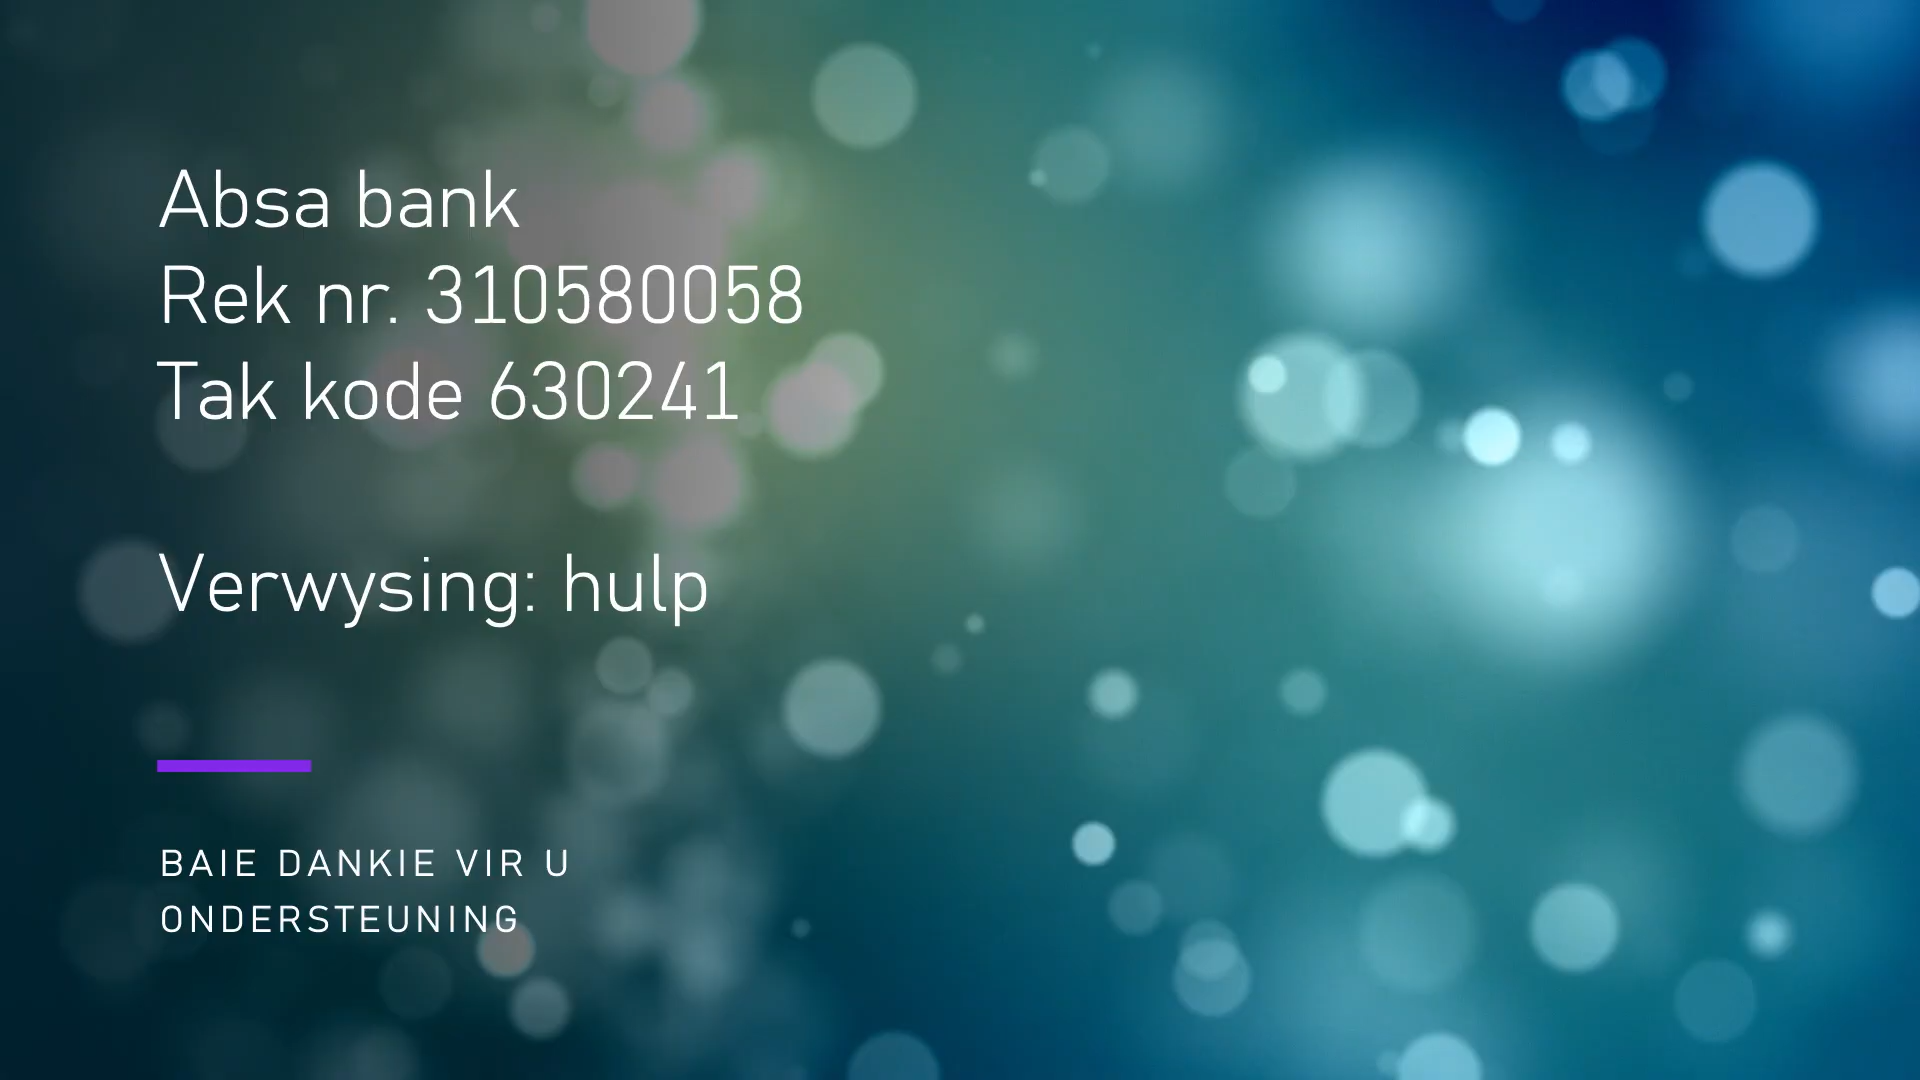 Absa bank
Rek nr. 310580058
Tak kode 630241
Verwysing: hulp
BAIE DANKIE VIR U
ONDERSTEUNING